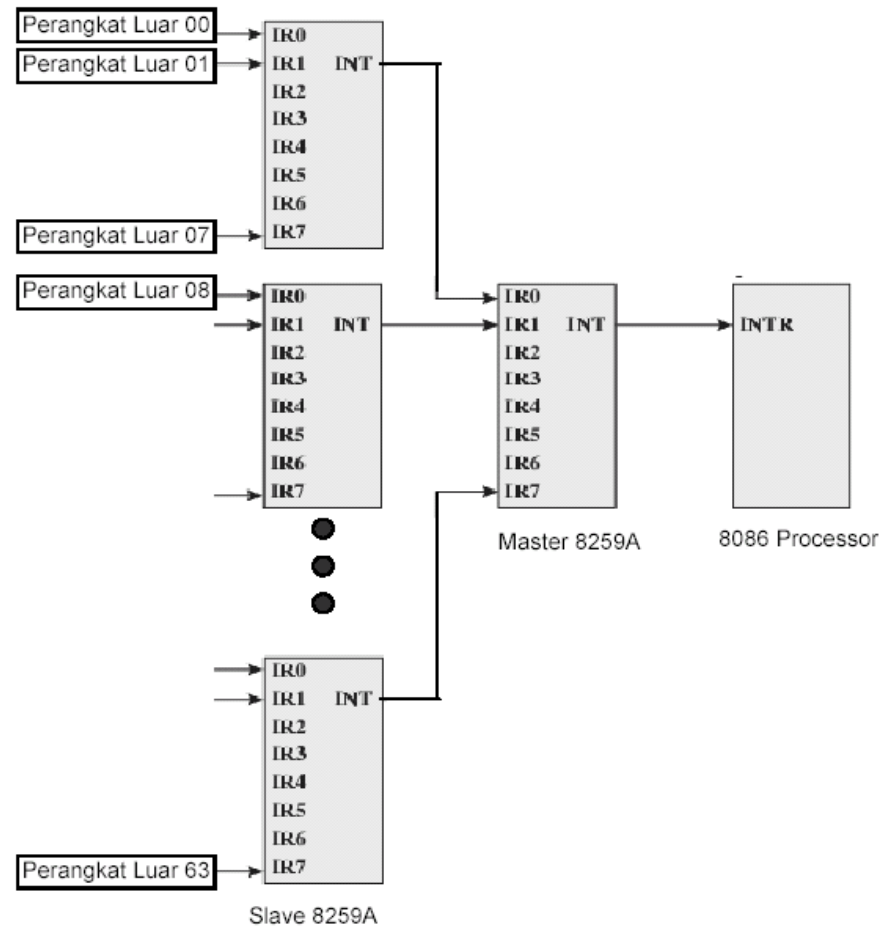 Perangkat Luar 00
Perangkat Luar 01
Perangkat Luar 07
IR0
IR1 INT
IR2
IR3
IR4
IR5
IR6
IR7
Perangkat Luar 08
IR0
IR1 INT
IR2
IR3
IR4
IR5
IR6
IR7
IR0
IR1 INT
IR2
IR3
IR4
IR5
IR6
IR7
Master 8259A
INTR
8086 Processor
Perangkat Luar 63
IR0
IR1 INT
IR2
IR3
IR4
IR5
IR6
IR7
Slave 8259A